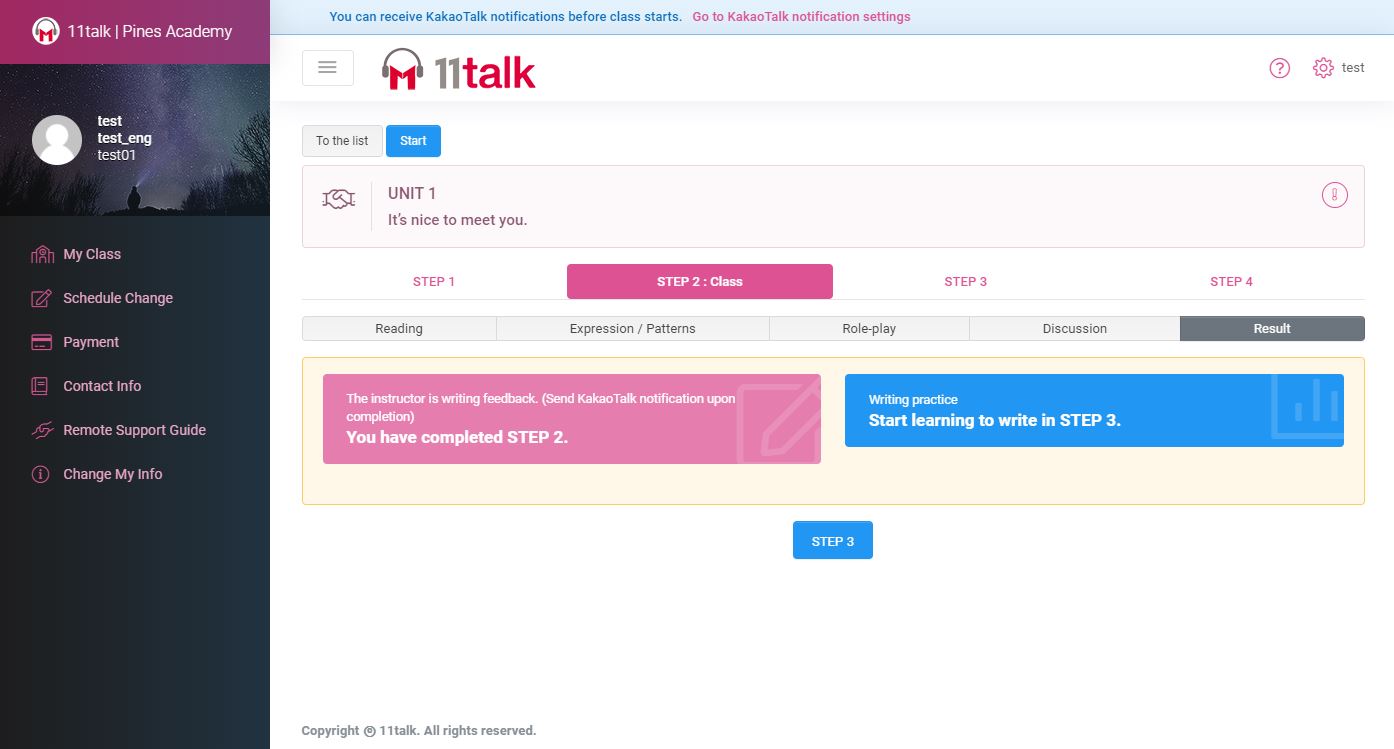 11talk | Pines Academy
You can receive KakaoTalk notifications before class starts. Go to KakaoTalk notification settings
11talk
test
test
test_eng
test01
My Class
Schedule Change
Payment
Contact Info
Remote Support Guide
Change My Info
To the list
Start
UNIT 1
It’s nice to meet you.
STEP 1
STEP 2 : Class
STEP 3
STEP 4
Reading
Expression / Patterns
Role-play
Discussion
Result
The instructor is writing feedback. (Send KakaoTalk notification upon
completion)
You have completed STEP 2.
Writing practice
Start learning to write in STEP 3.
STEP 3
Copyright ⓒ 11talk. All rights reserved.